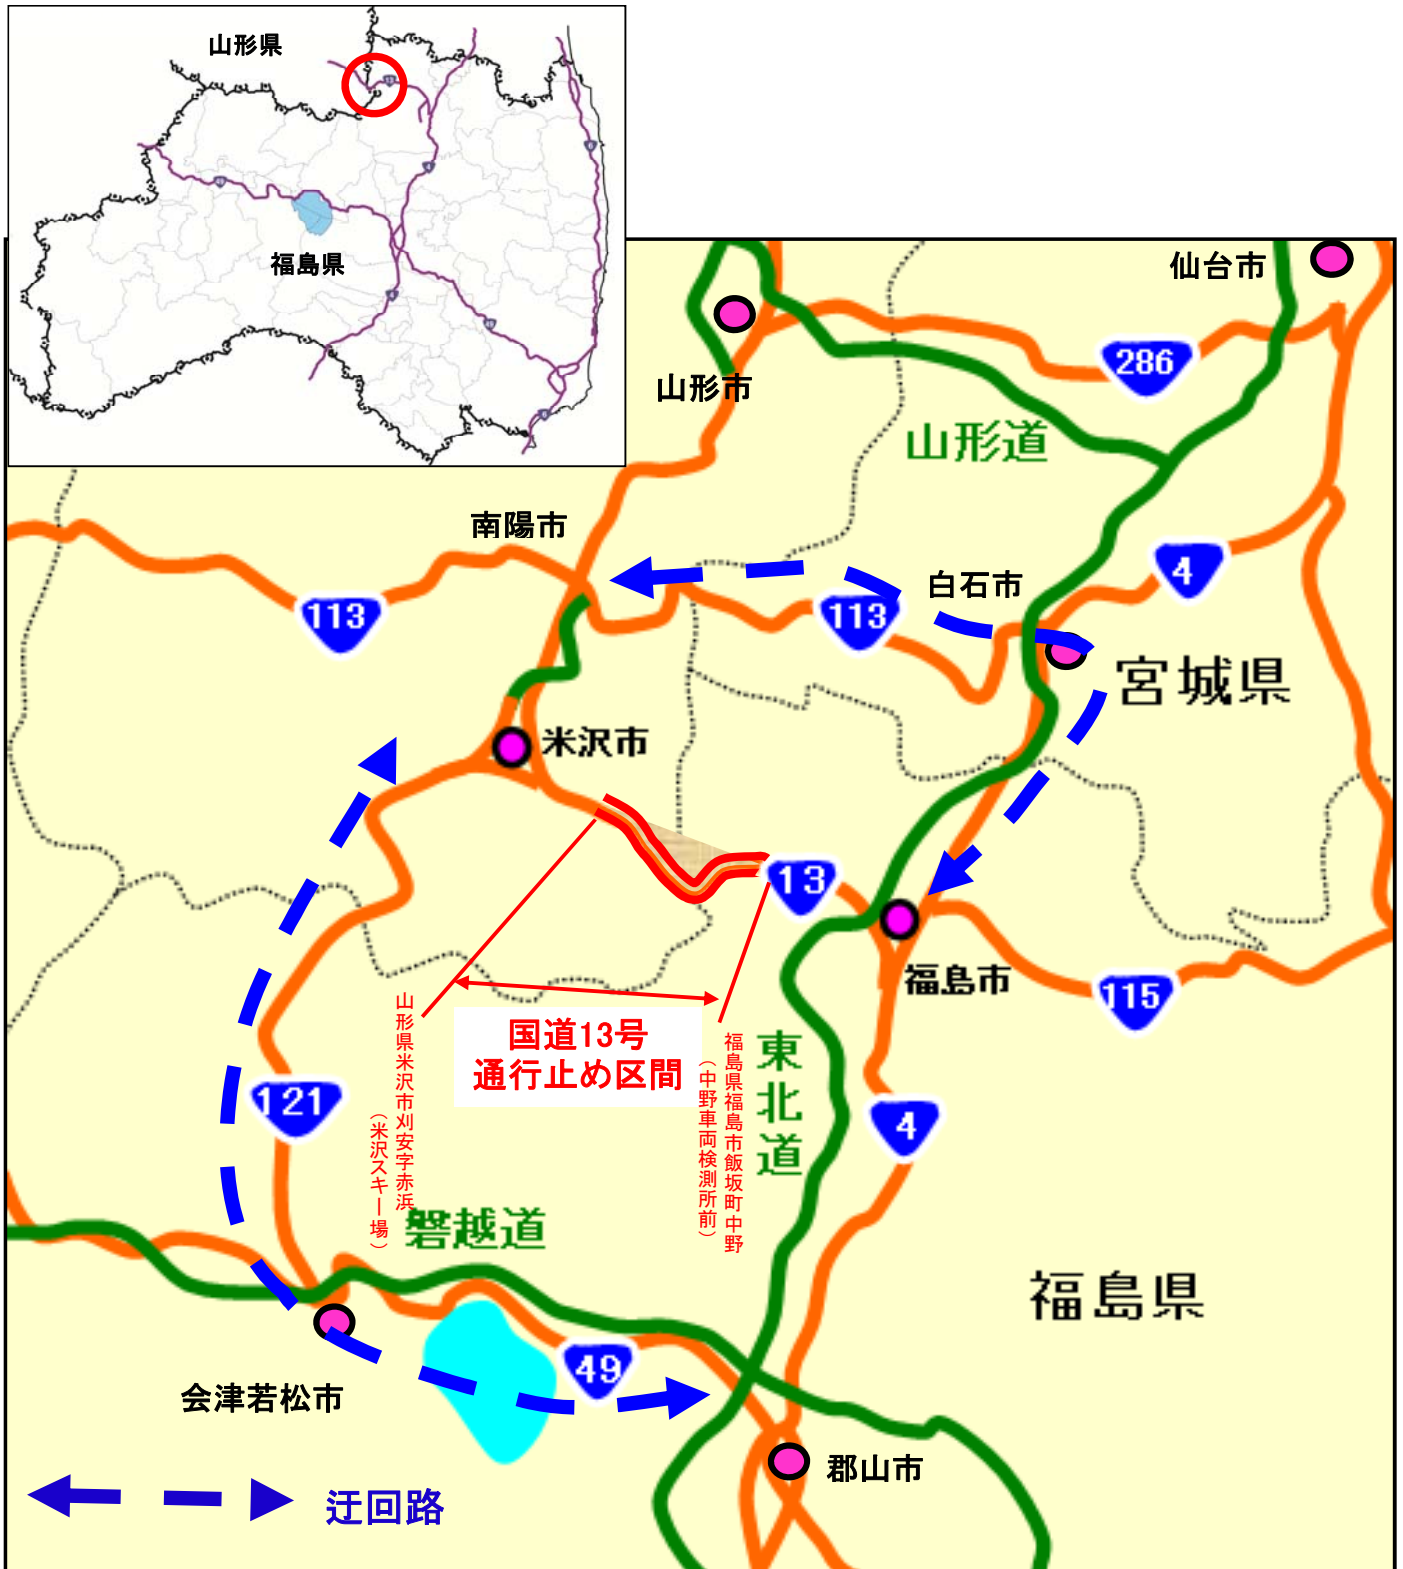 山形県
福島県
仙台市
286
山形市
山形道
南陽市
4
白石市
113
113
宮城県
米沢市
13
福島市
115
国道13号
通行止め区間
山形県米沢市刈安字赤浜
（米沢スキー場）
福島県福島市飯坂町中野
（中野車両検測所前）
東北道
121
4
磐越道
福島県
49
会津若松市
郡山市
迂回路